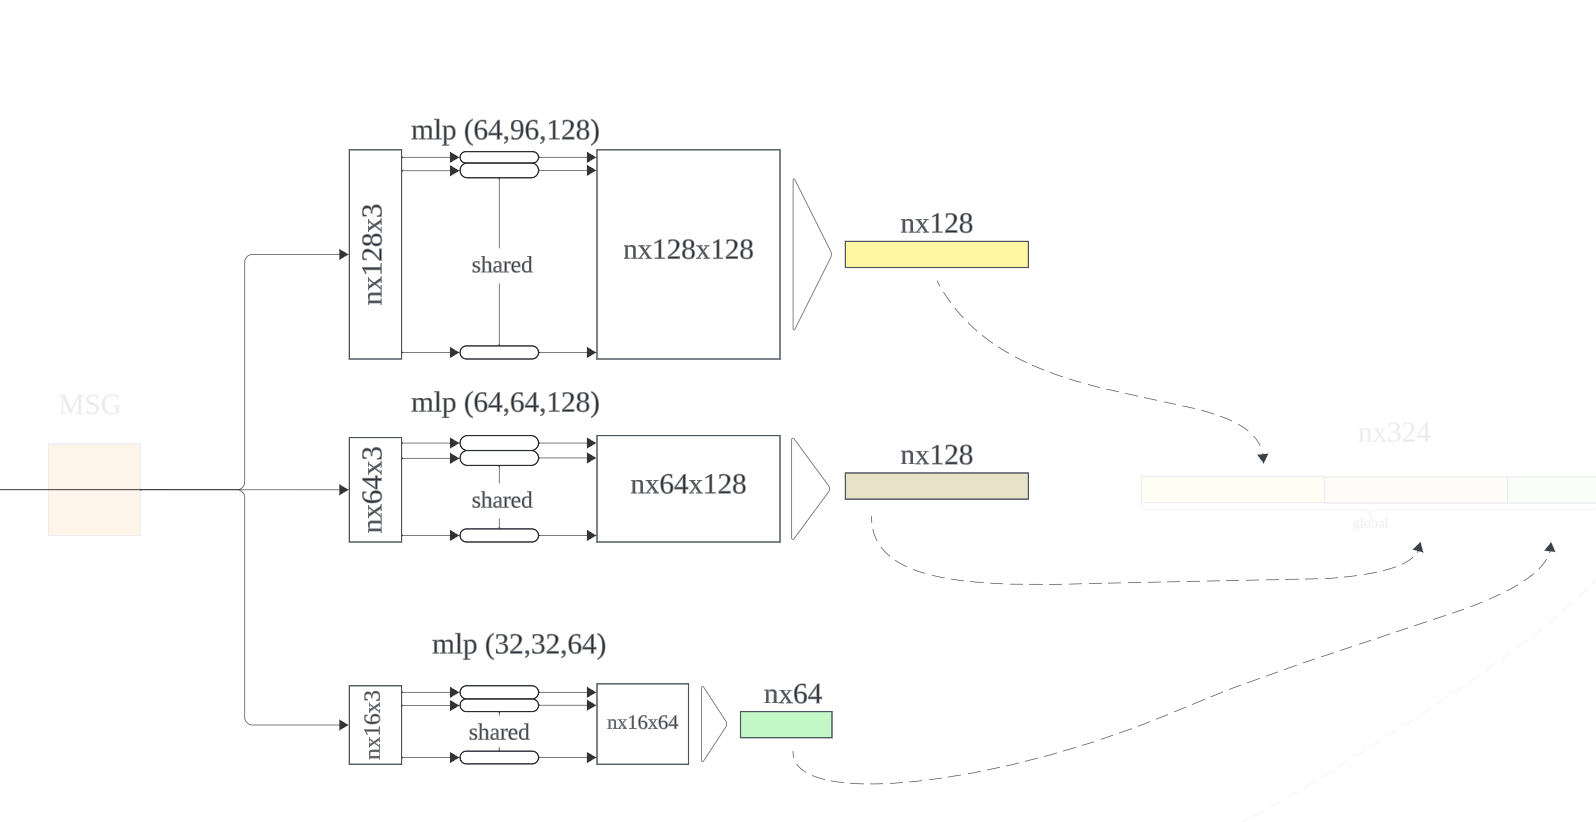 mlp (64,96,128)
nx128x3
shared
nx128x128
nx128
mlp (64,64,128)
MSG
nx64x3
shared
nx64x128
nx128
nx324
global
mlp (32,32,64)
nx16x3
shared
nx16x64
nx64